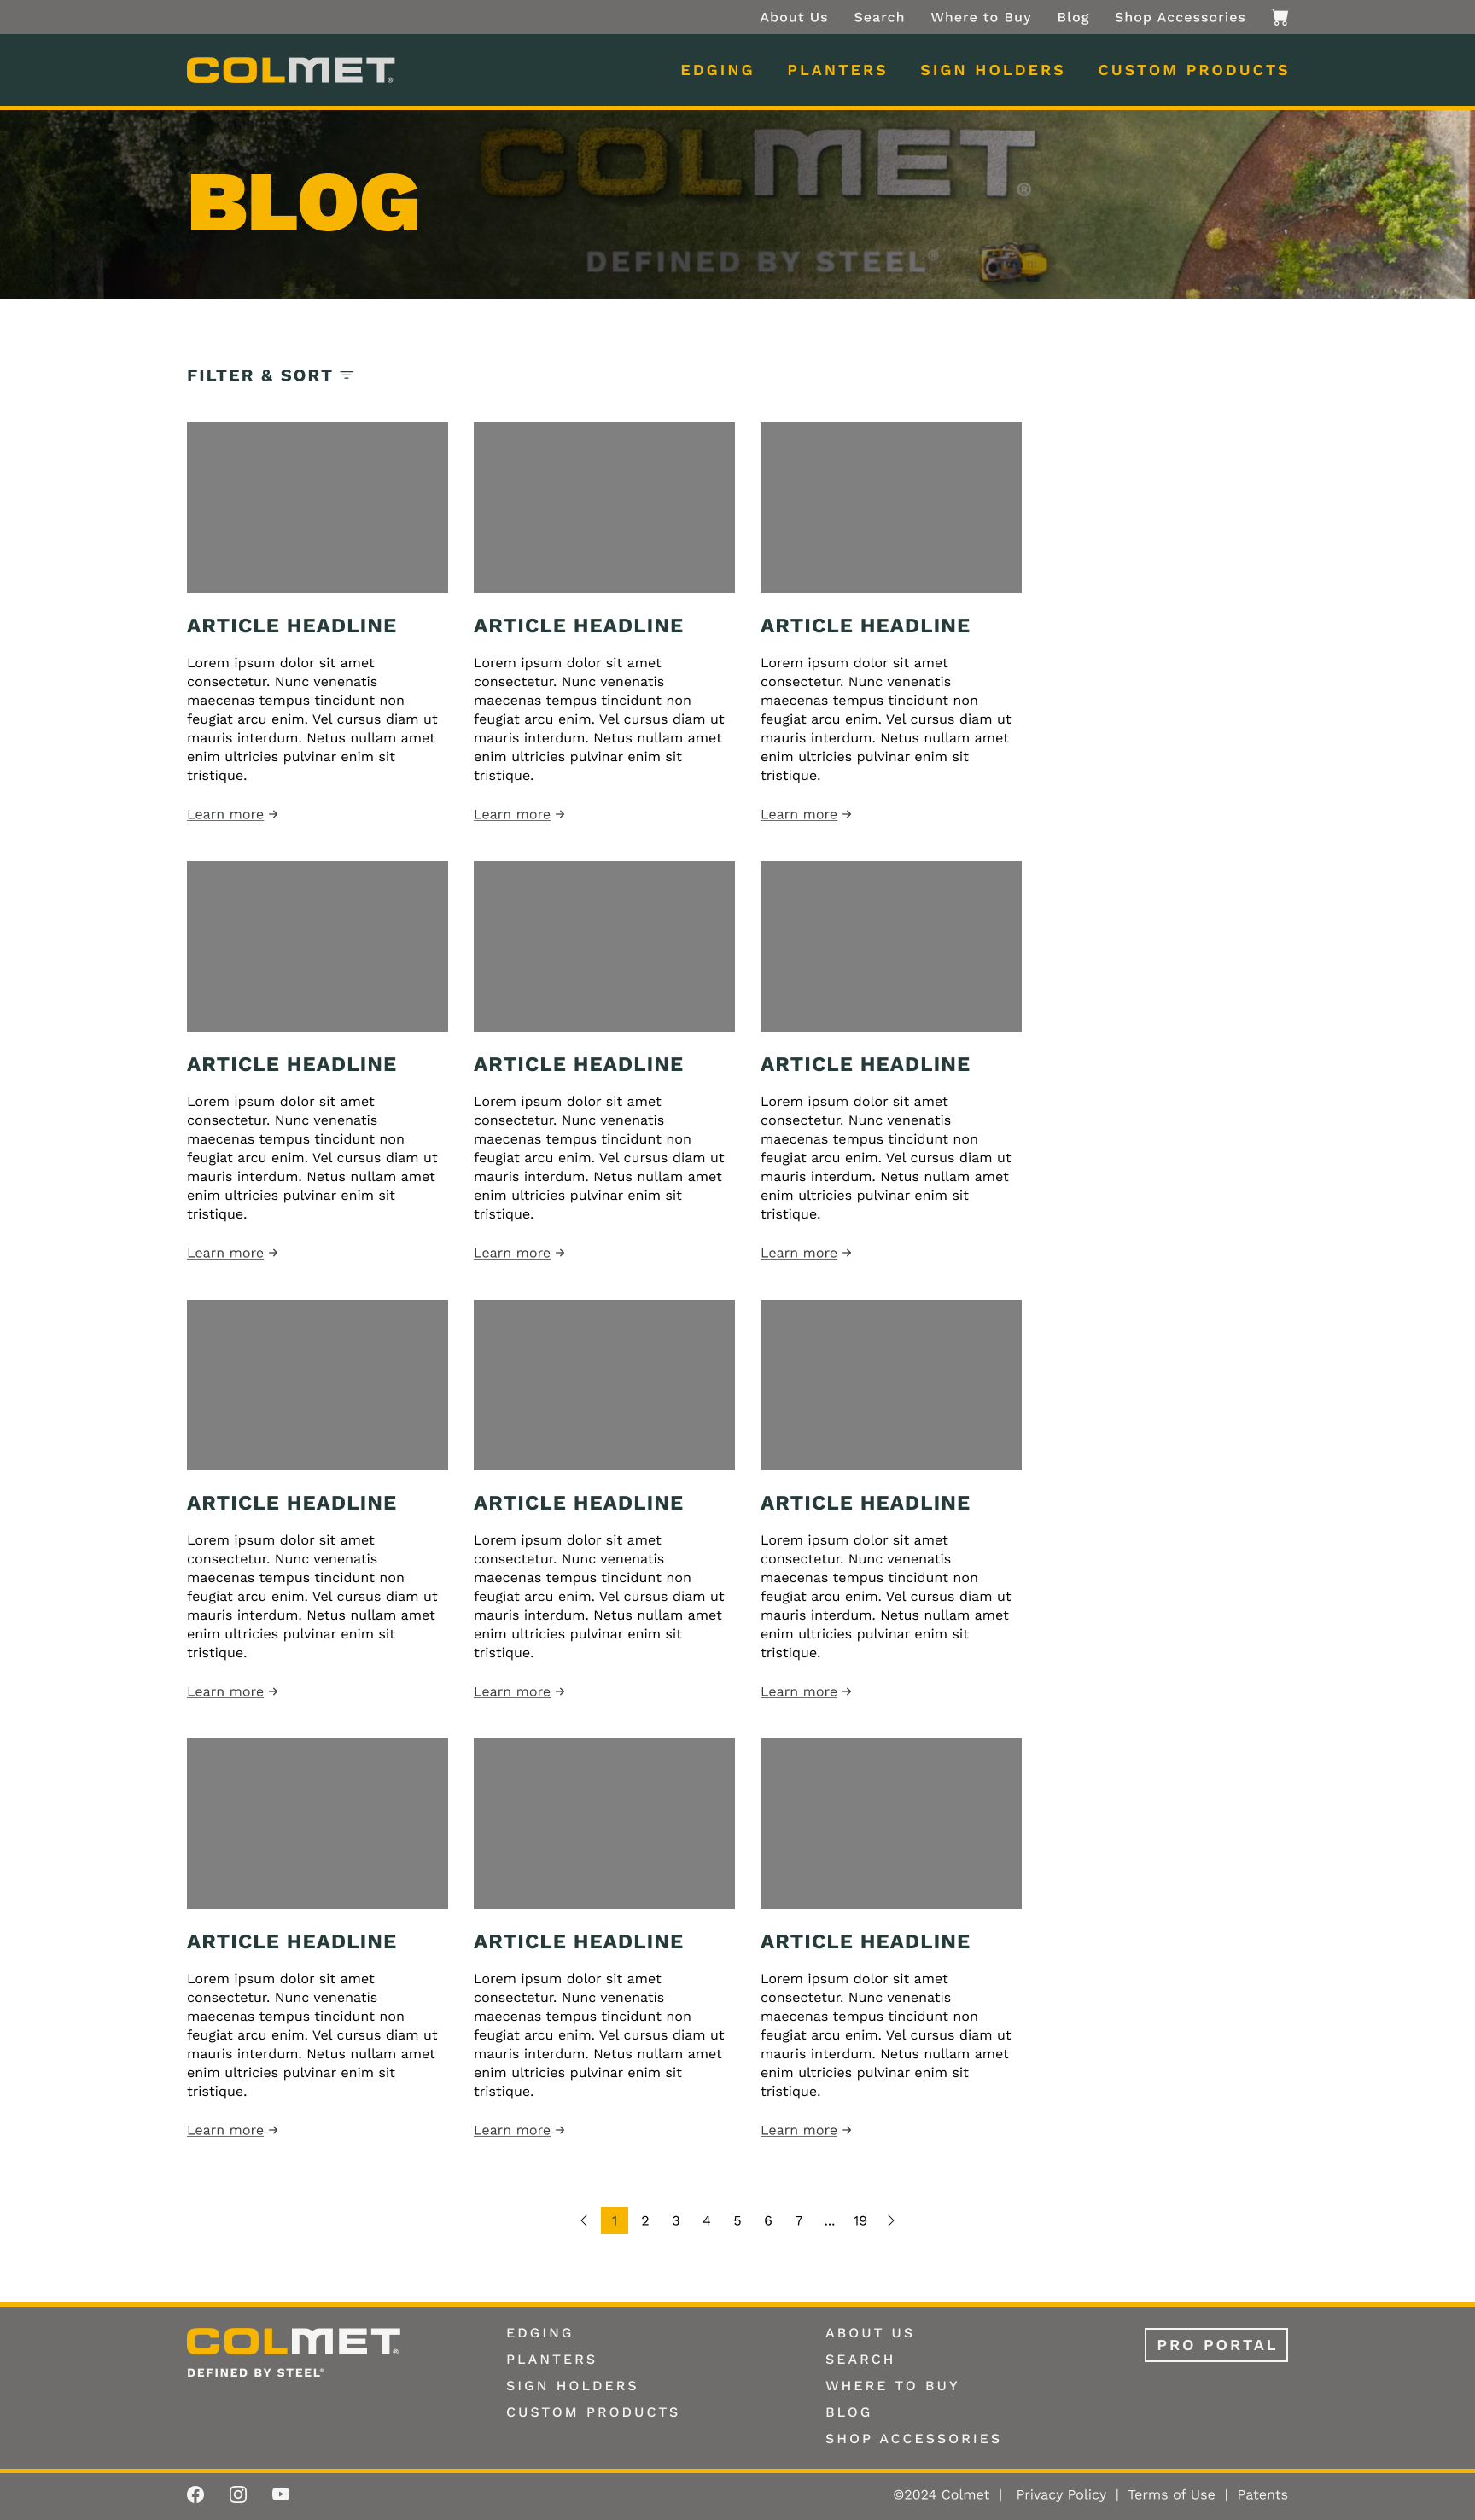 About Us Search Where to Buy Blog Shop Accessories
COLMET®
EDGING PLANTERS SIGN HOLDERS CUSTOM PRODUCTS
COLMET®
BLOG
DEFINED BY STEEL®
FILTER & SORT
ARTICLE HEADLINE
Lorem ipsum dolor sit amet
consectetur. Nunc venenatis
maecenas tempus tincidunt non
feugiat arcu enim. Vel cursus diam ut
mauris interdum. Netus nullam amet
enim ultricies pulvinar enim sit
tristique.
Learn more →
ARTICLE HEADLINE
Lorem ipsum dolor sit amet
consectetur. Nunc venenatis
maecenas tempus tincidunt non
feugiat arcu enim. Vel cursus diam ut
mauris interdum. Netus nullam amet
enim ultricies pulvinar enim sit
tristique.
Learn more →
ARTICLE HEADLINE
Lorem ipsum dolor sit amet
consectetur. Nunc venenatis
maecenas tempus tincidunt non
feugiat arcu enim. Vel cursus diam ut
mauris interdum. Netus nullam amet
enim ultricies pulvinar enim sit
tristique.
Learn more →
ARTICLE HEADLINE
Lorem ipsum dolor sit amet
consectetur. Nunc venenatis
maecenas tempus tincidunt non
feugiat arcu enim. Vel cursus diam ut
mauris interdum. Netus nullam amet
enim ultricies pulvinar enim sit
tristique.
Learn more →
ARTICLE HEADLINE
Lorem ipsum dolor sit amet
consectetur. Nunc venenatis
maecenas tempus tincidunt non
feugiat arcu enim. Vel cursus diam ut
mauris interdum. Netus nullam amet
enim ultricies pulvinar enim sit
tristique.
Learn more →
ARTICLE HEADLINE
Lorem ipsum dolor sit amet
consectetur. Nunc venenatis
maecenas tempus tincidunt non
feugiat arcu enim. Vel cursus diam ut
mauris interdum. Netus nullam amet
enim ultricies pulvinar enim sit
tristique.
Learn more →
ARTICLE HEADLINE
Lorem ipsum dolor sit amet
consectetur. Nunc venenatis
maecenas tempus tincidunt non
feugiat arcu enim. Vel cursus diam ut
mauris interdum. Netus nullam amet
enim ultricies pulvinar enim sit
tristique.
Learn more →
ARTICLE HEADLINE
Lorem ipsum dolor sit amet
consectetur. Nunc venenatis
maecenas tempus tincidunt non
feugiat arcu enim. Vel cursus diam ut
mauris interdum. Netus nullam amet
enim ultricies pulvinar enim sit
tristique.
Learn more →
ARTICLE HEADLINE
Lorem ipsum dolor sit amet
consectetur. Nunc venenatis
maecenas tempus tincidunt non
feugiat arcu enim. Vel cursus diam ut
mauris interdum. Netus nullam amet
enim ultricies pulvinar enim sit
tristique.
Learn more →
ARTICLE HEADLINE
Lorem ipsum dolor sit amet
consectetur. Nunc venenatis
maecenas tempus tincidunt non
feugiat arcu enim. Vel cursus diam ut
mauris interdum. Netus nullam amet
enim ultricies pulvinar enim sit
tristique.
Learn more →
ARTICLE HEADLINE
Lorem ipsum dolor sit amet
consectetur. Nunc venenatis
maecenas tempus tincidunt non
feugiat arcu enim. Vel cursus diam ut
mauris interdum. Netus nullam amet
enim ultricies pulvinar enim sit
tristique.
Learn more →
ARTICLE HEADLINE
Lorem ipsum dolor sit amet
consectetur. Nunc venenatis
maecenas tempus tincidunt non
feugiat arcu enim. Vel cursus diam ut
mauris interdum. Netus nullam amet
enim ultricies pulvinar enim sit
tristique.
Learn more →
1 2 3 4 5 6 7 ... 19
COLMET®
DEFINED BY STEEL®
EDGING
PLANTERS
SIGN HOLDERS
CUSTOM PRODUCTS
ABOUT US
SEARCH
WHERE TO BUY
BLOG
SHOP ACCESSORIES
PRO PORTAL
©2024 Colmet | Privacy Policy | Terms of Use | Patents